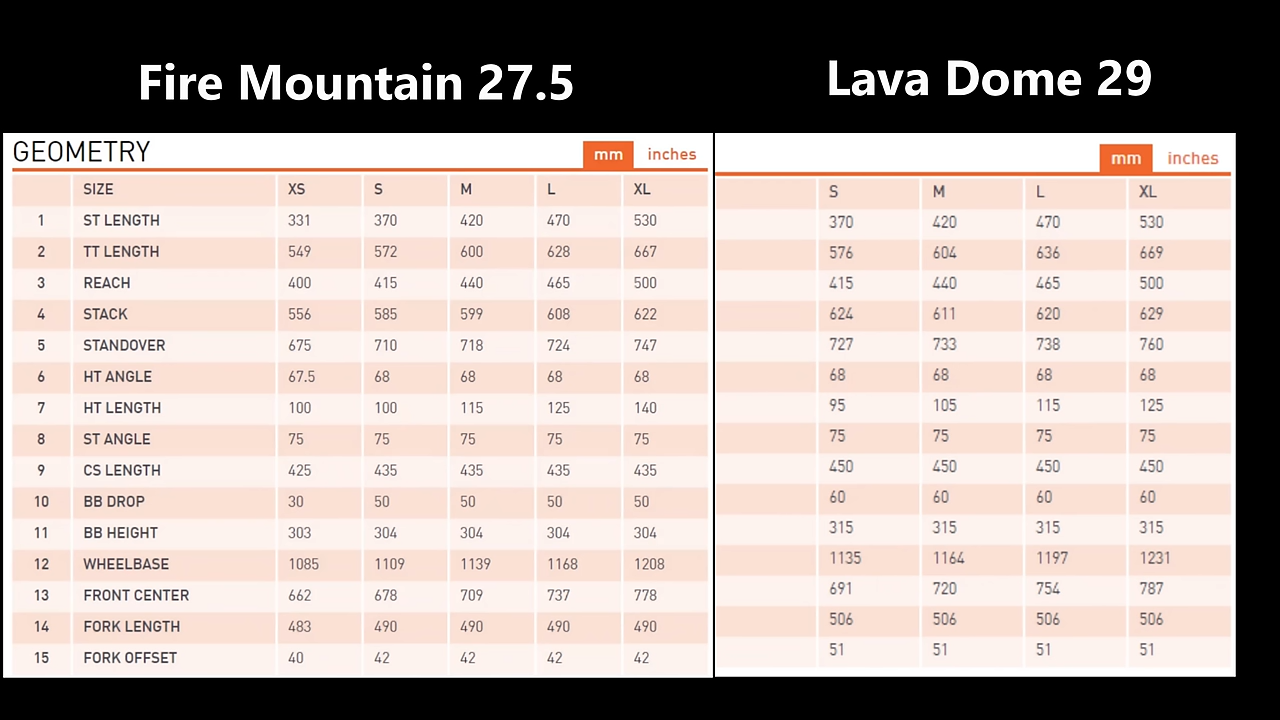 Fire Mountain 27.5
GEOMETRY mm inches
SIZE XS S M L XL
1 ST LENGTH 331 370 420 470 530
2 TT LENGTH 549 572 600 628 667
3 REACH 400 415 440 465 500
4 STACK 556 585 599 608 622
5 STANDOVER 675 710 718 724 747
6 HT ANGLE 67.5 68 68 68 68
7 HT LENGTH 100 100 115 125 140
8 ST ANGLE 75 75 75 75 75
9 CS LENGTH 425 435 435 435 435
10 BB DROP 30 50 50 50 50
11 BB HEIGHT 303 304 304 304 304
12 WHEELBASE 1085 1109 1139 1168 1208
13 FRONT CENTER 662 678 709 737 778
14 FORK LENGTH 483 490 490 490 490
15 FORK OFFSET 40 42 42 42 42
Lava Dome 29
mm inches
S M L XL
370 420 470 530
576 604 636 669
415 440 465 500
624 611 620 629
727 733 738 760
68 68 68 68
95 105 115 125
75 75 75 75
450 450 450 450
60 60 60 60
315 315 315 315
1135 1164 1197 1231
691 720 754 787
506 506 506 506
51 51 51 51